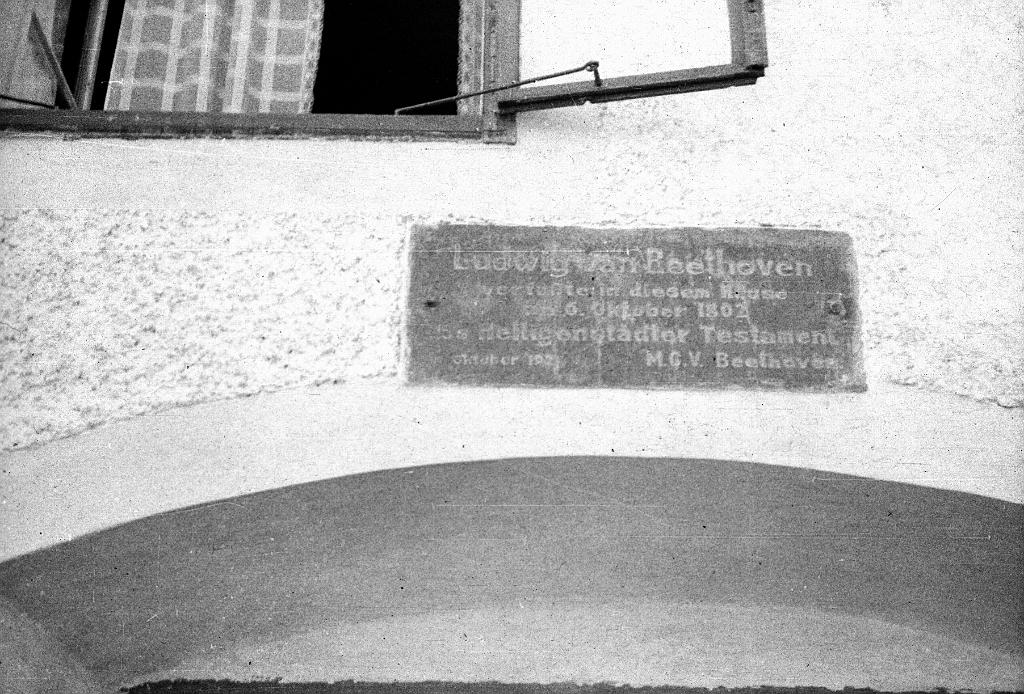 Ludwig van Beethoven
verfaßte in diesem Hause
am 6. Oktober 1802
Heiligenstädter Testament
Oktober M.G.V. Beethoven